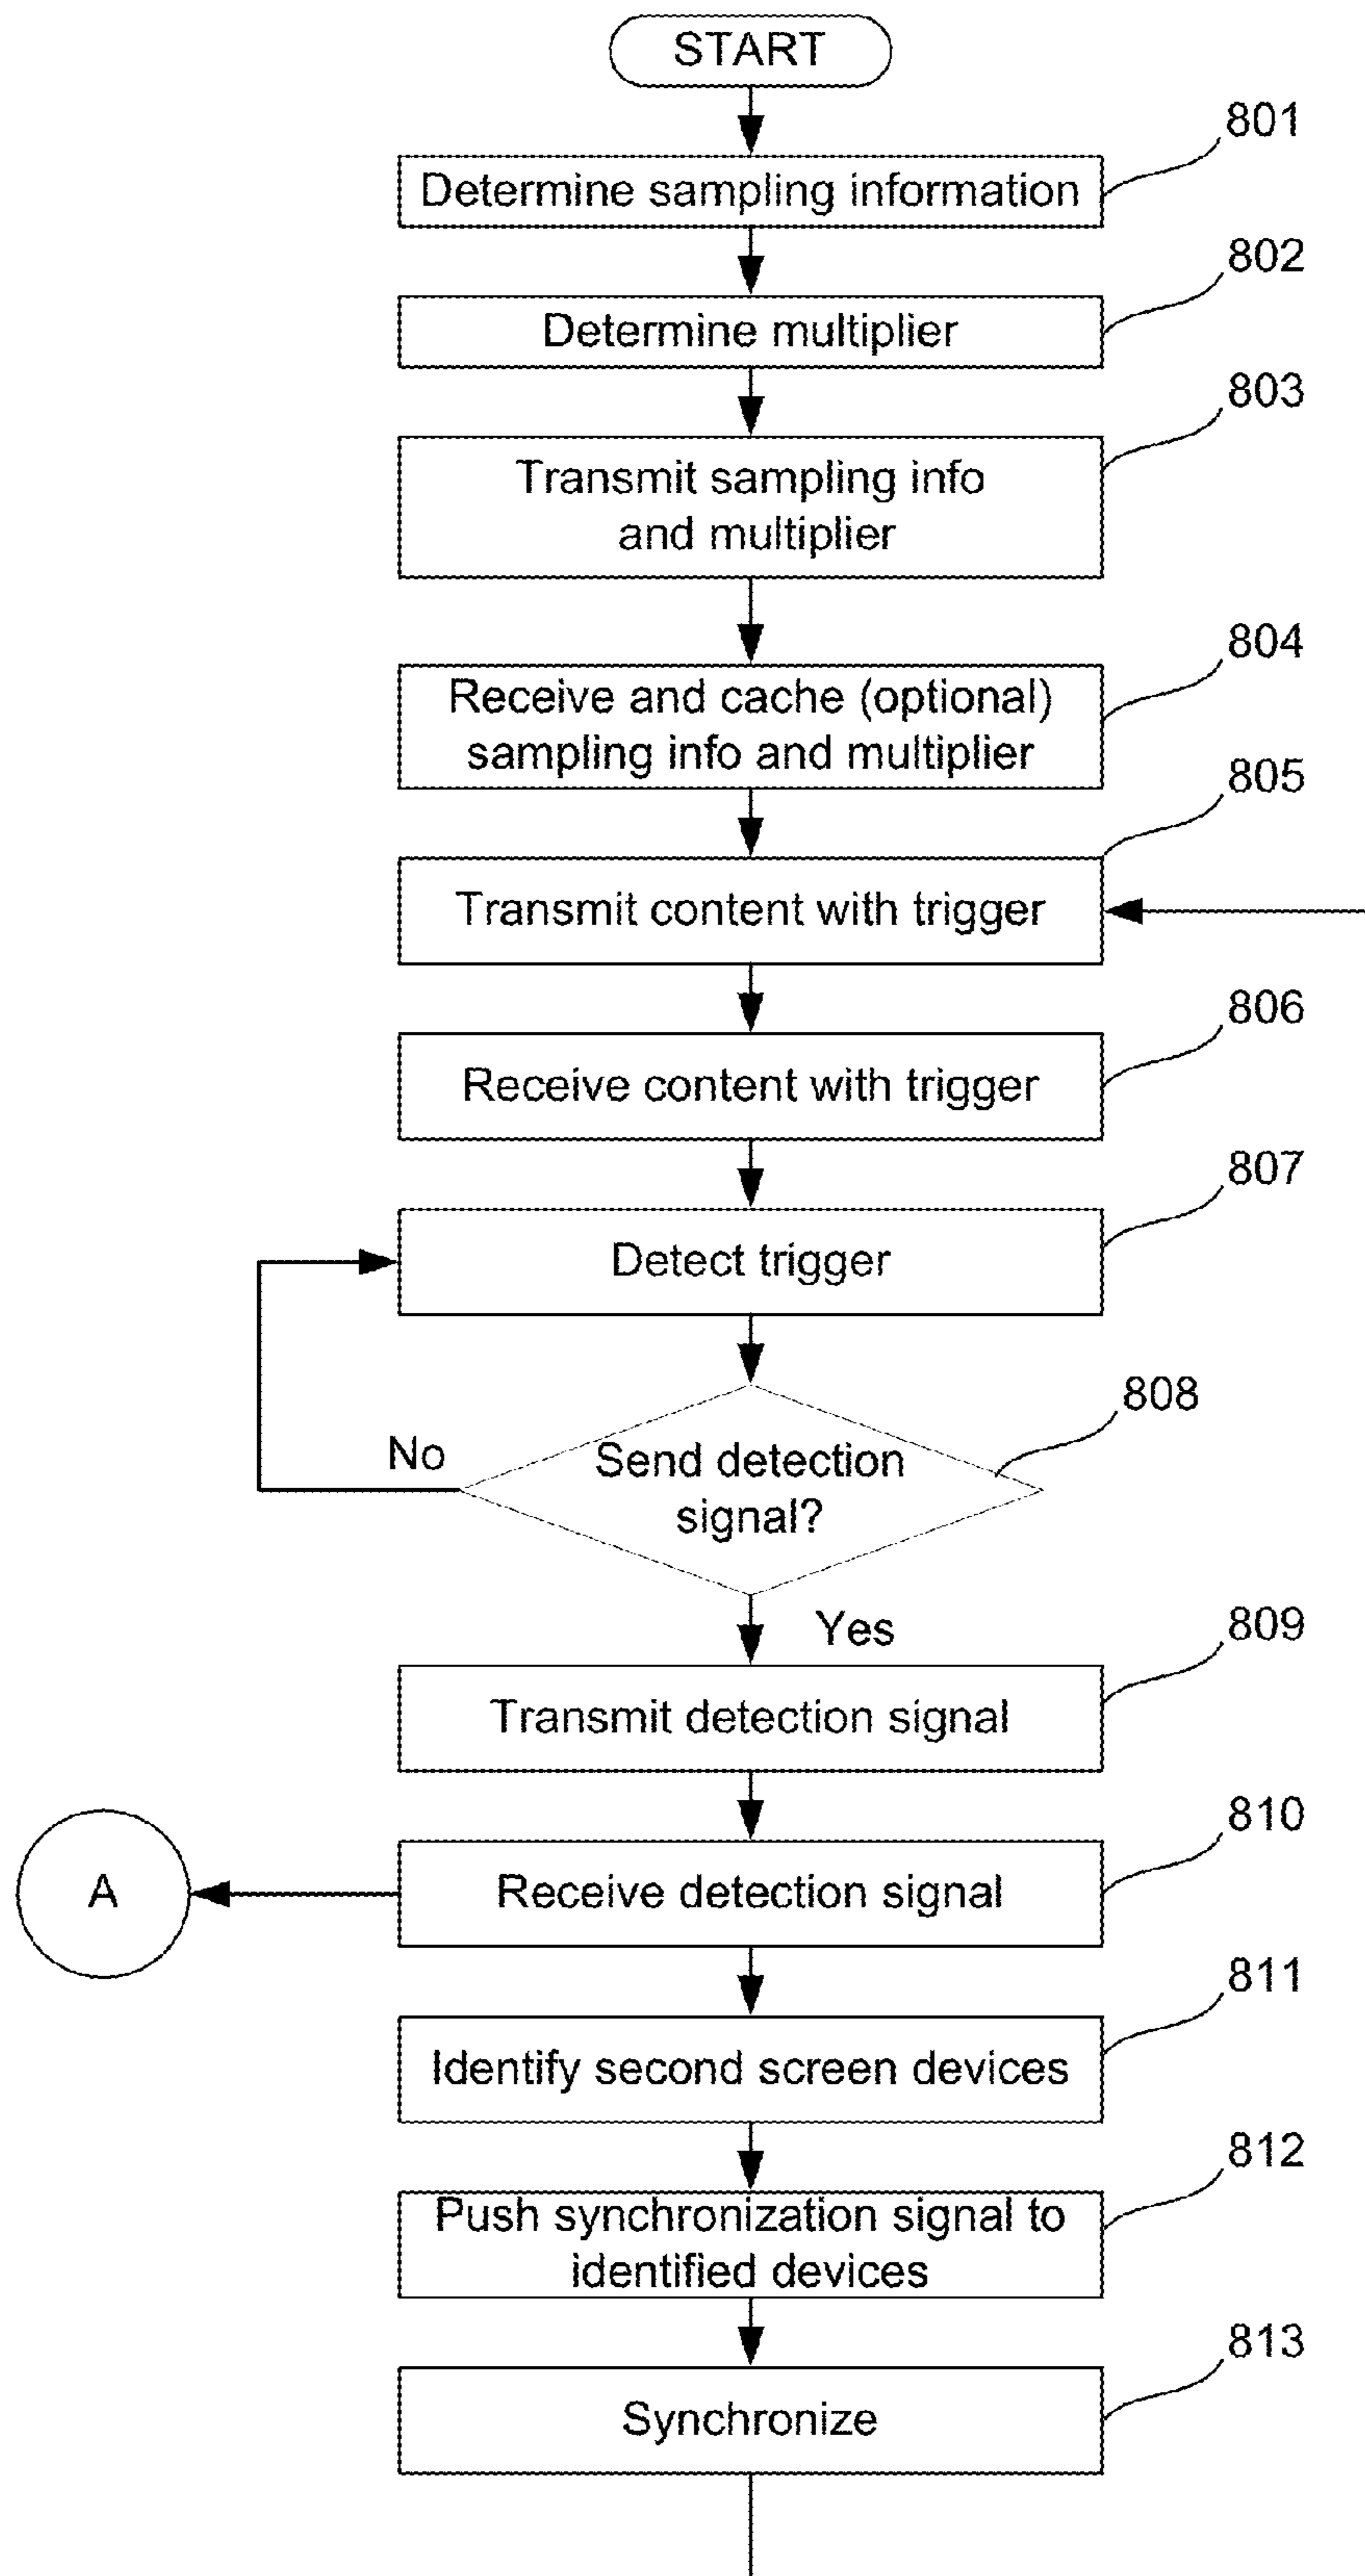 START
801
Determine sampling information
802
Determine multiplier
803
Transmit sampling info
and multiplier
804
Receive and cache (optional)
sampling info and multiplier
805
Transmit content with trigger
806
Receive content with trigger
807
Detect trigger
808
No
Send detection
signal?
Yes
809
Transmit detection signal
810
A
Receive detection signal
811
Identify second screen devices
812
Push synchronization signal to
identified devices
813
Synchronize